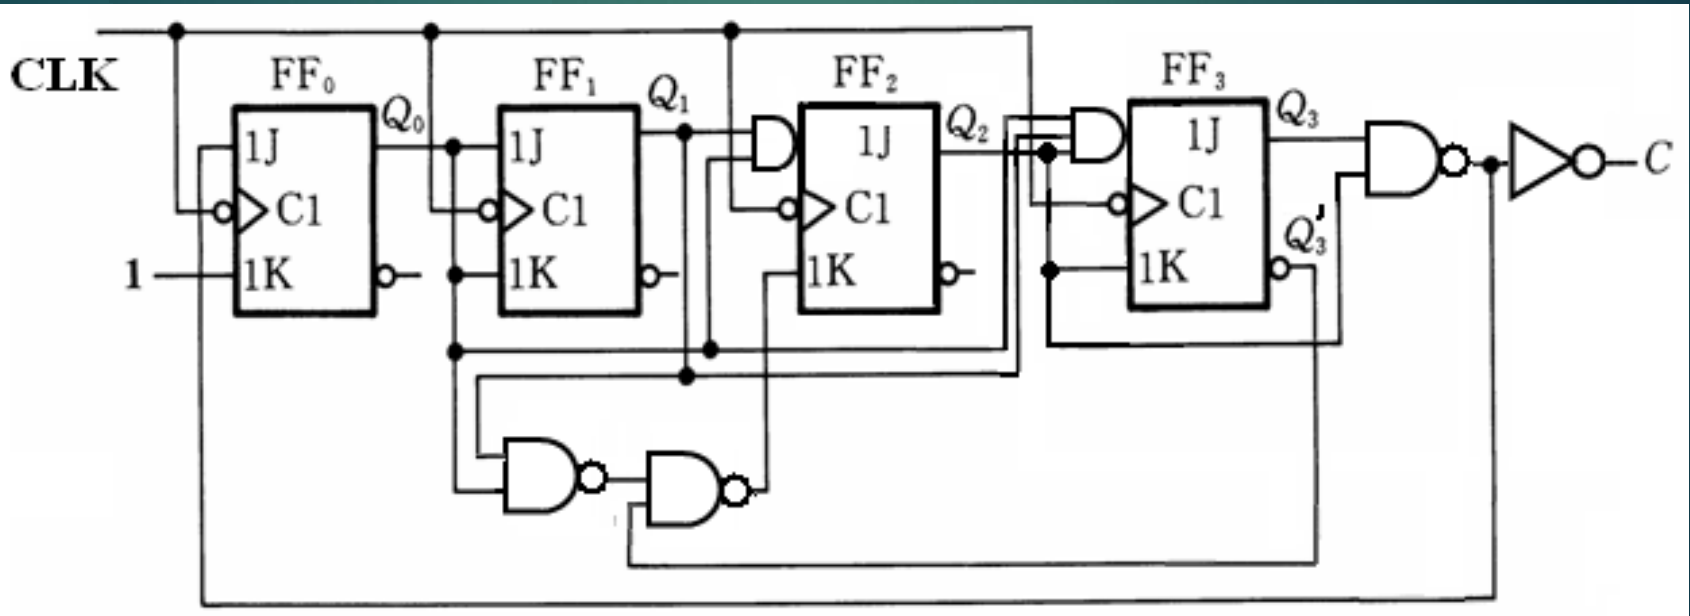 CLK
FF₀
FF₁
FF₂
FF₃
Q₀
Q₁
Q₂
Q₃
1J
1J
1J
1J
C1
C1
C1
C1
C
Q₃'
1
1K
1K
1K
1K